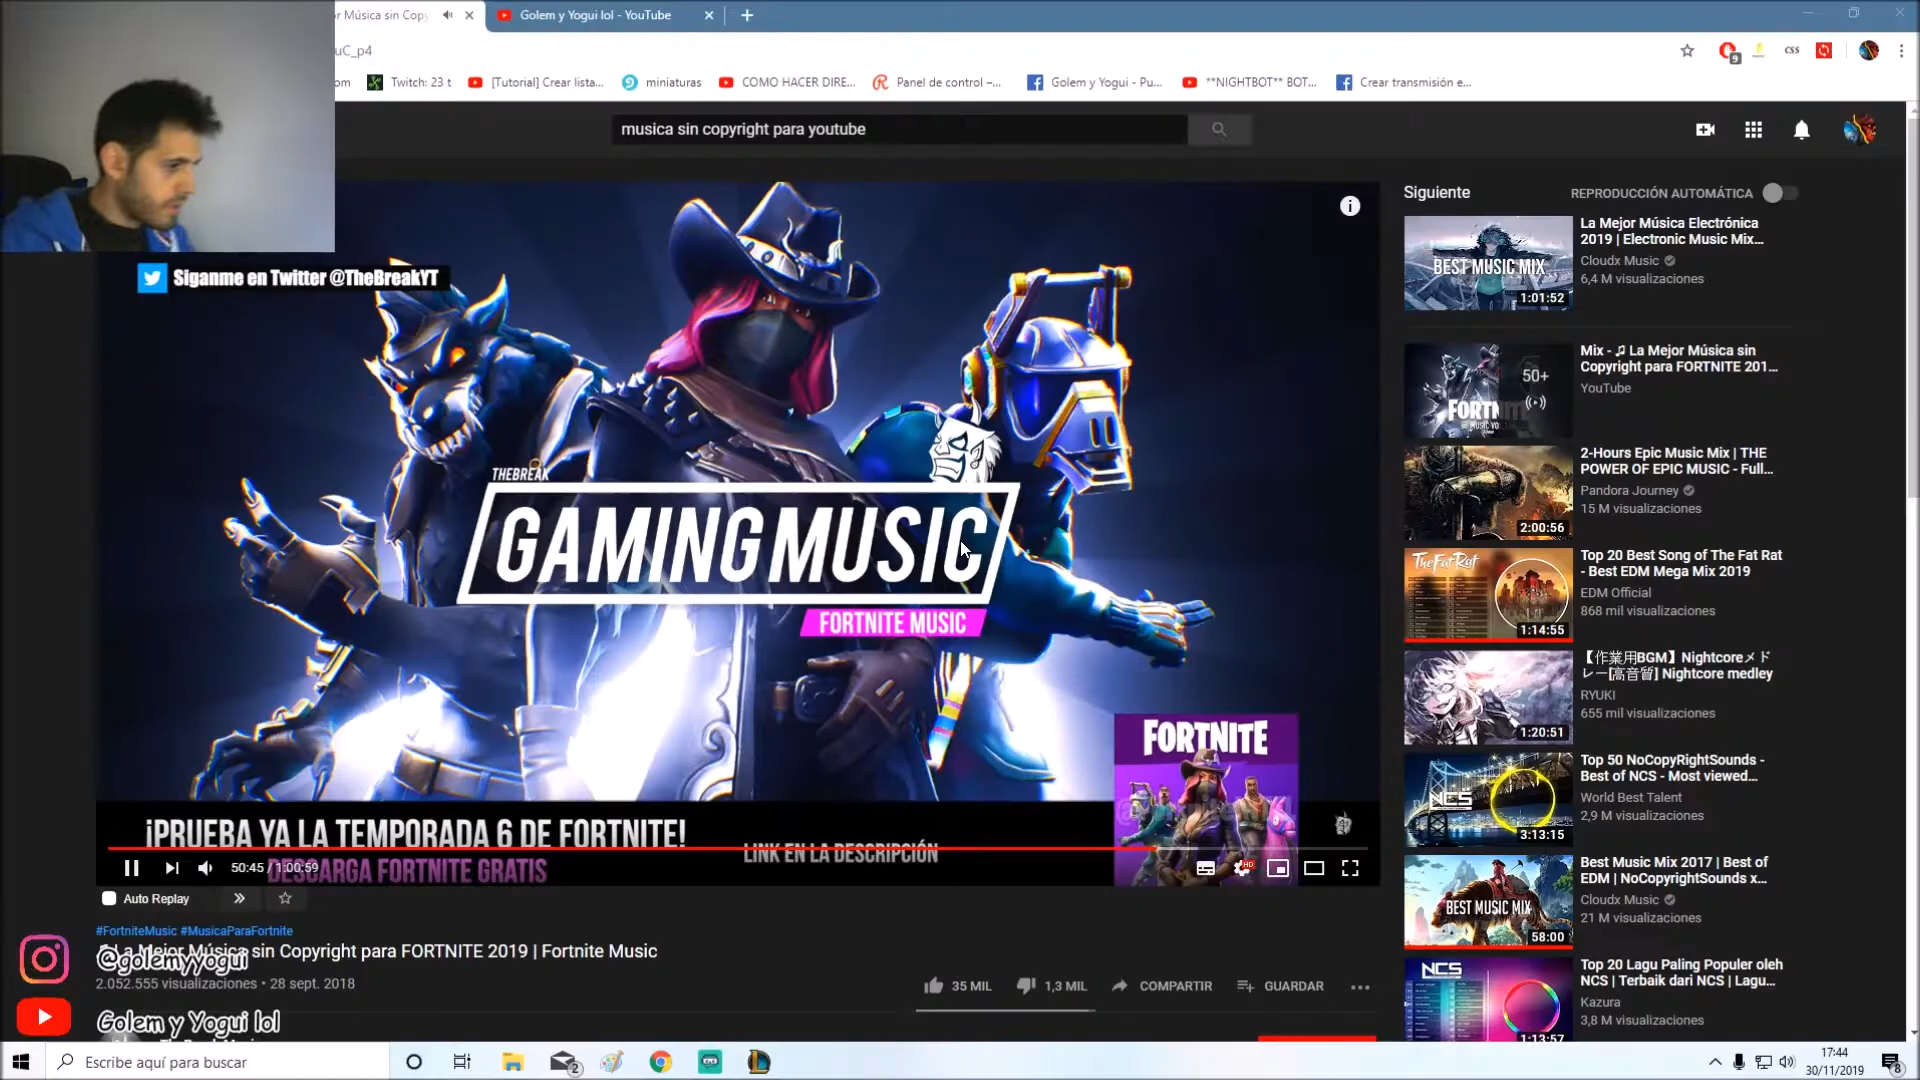 r Música sin Copy
Golem y Yogui lol - YouTube
uC_p4
9
CSS
om
Twitch: 23 t
[Tutorial] Crear lista...
miniaturas
COMO HACER DIRE...
Panel de control –...
Golem y Yogui - Pu...
**NIGHTBOT** BOT...
Crear transmisión e...
musica sin copyright para youtube
Siganme en Twitter @TheBreakYT
THEBREAK
GAMING MUSIC
FORTNITE MUSIC
FORTNITE
¡PRUEBA YA LA TEMPORADA 6 DE FORTNITE!
DESCARGA FORTNITE GRATIS
LINK EN LA DESCRIPCIÓN
50:45 / 1:00:59
HD
Auto Replay
#FortniteMusic #MusicaParaFortnite
La Mejor Música sin Copyright para FORTNITE 2019 | Fortnite Music
@golemyyogui
2.052.555 visualizaciones • 28 sept. 2018
35 MIL
1,3 MIL
COMPARTIR
GUARDAR
Golem y Yogui lol
Siguiente
REPRODUCCIÓN AUTOMÁTICA
BEST MUSIC MIX
1:01:52
La Mejor Música Electrónica
2019 | Electronic Music Mix...
Cloudx Music
6,4 M visualizaciones
50+
Mix - ♫ La Mejor Música sin
Copyright para FORTNITE 201...
YouTube
2:00:56
2-Hours Epic Music Mix | THE
POWER OF EPIC MUSIC - Full...
Pandora Journey
15 M visualizaciones
TheFatRat
1:14:55
Top 20 Best Song of The Fat Rat
- Best EDM Mega Mix 2019
EDM Official
868 mil visualizaciones
1:20:51
【作業用BGM】Nightcoreメド
レー[高音質] Nightcore medley
RYUKI
655 mil visualizaciones
NCS
3:13:15
Top 50 NoCopyRightSounds -
Best of NCS - Most viewed...
World Best Talent
2,9 M visualizaciones
BEST MUSIC MIX
58:00
Best Music Mix 2017 | Best of
EDM | NoCopyrightSounds x...
Cloudx Music
21 M visualizaciones
NCS
1:13:57
Top 20 Lagu Paling Populer oleh
NCS | Terbaik dari NCS | Lagu...
Kazura
3,8 M visualizaciones
Escribe aquí para buscar
2
17:44
30/11/2019
8